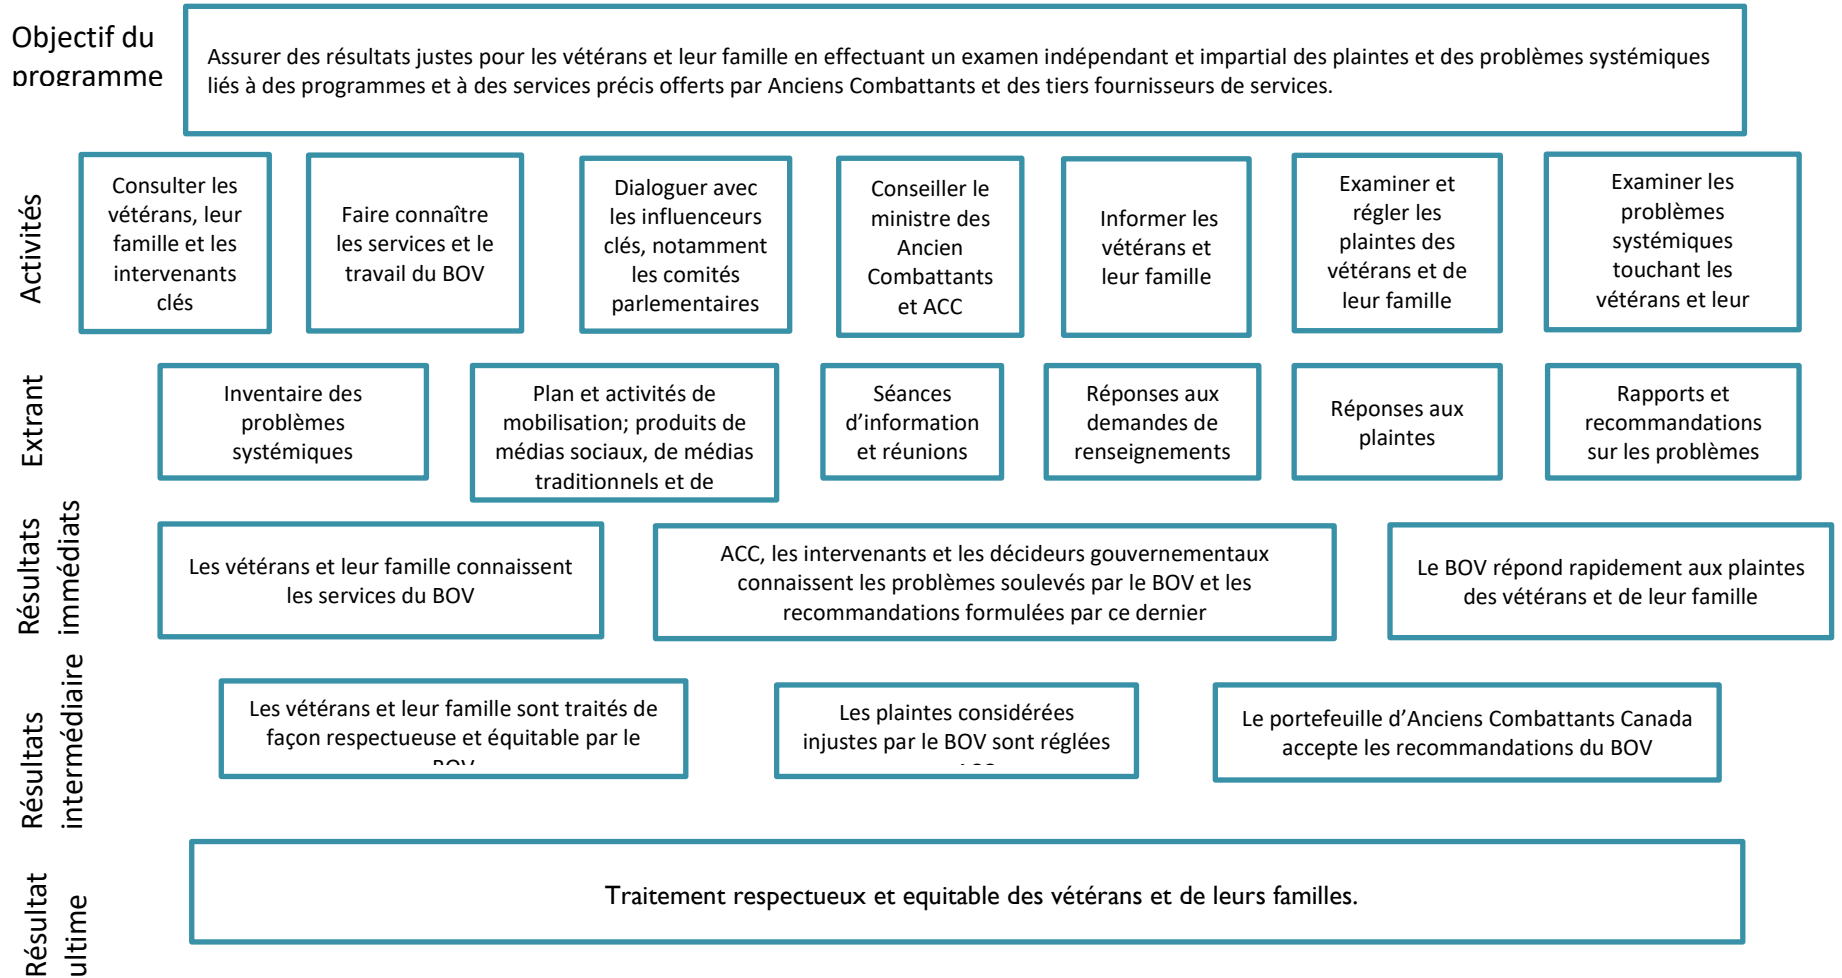 Objectif du
programme
Assurer des résultats justes pour les vétérans et leur famille en effectuant un examen indépendant et impartial des plaintes et des problèmes systémiques
liés à des programmes et à des services précis offerts par Anciens Combattants et des tiers fournisseurs de services.
Activités
Consulter les
vétérans, leur
famille et les
intervenants
clés
Faire connaître
les services et le
travail du BOV
Dialoguer avec
les influenceurs
clés, notamment
les comités
parlementaires
Conseiller le
ministre des
Ancien
Combattants
et ACC
Informer les
vétérans et
leur famille
Examiner et
régler les
plaintes des
vétérans et de
leur famille
Examiner les
problèmes
systémiques
touchant les
vétérans et leur
Extrant
Inventaire des
problèmes
systémiques
Plan et activités de
mobilisation; produits de
médias sociaux, de médias
traditionnels et de
Séances
d’information
et réunions
Réponses aux
demandes de
renseignements
Réponses aux
plaintes
Rapports et
recommandations
sur les problèmes
Résultats
immédiats
Les vétérans et leur famille connaissent
les services du BOV
ACC, les intervenants et les décideurs gouvernementaux
connaissent les problèmes soulevés par le BOV et les
recommandations formulées par ce dernier
Le BOV répond rapidement aux plaintes
des vétérans et de leur famille
Résultats
intermédiaire
Les vétérans et leur famille sont traités de
façon respectueuse et équitable par le
BOV
Les plaintes considérées
injustes par le BOV sont réglées
Le portefeuille d’Anciens Combattants Canada
accepte les recommandations du BOV
Résultat
ultime
Traitement respectueux et equitable des vétérans et de leurs familles.